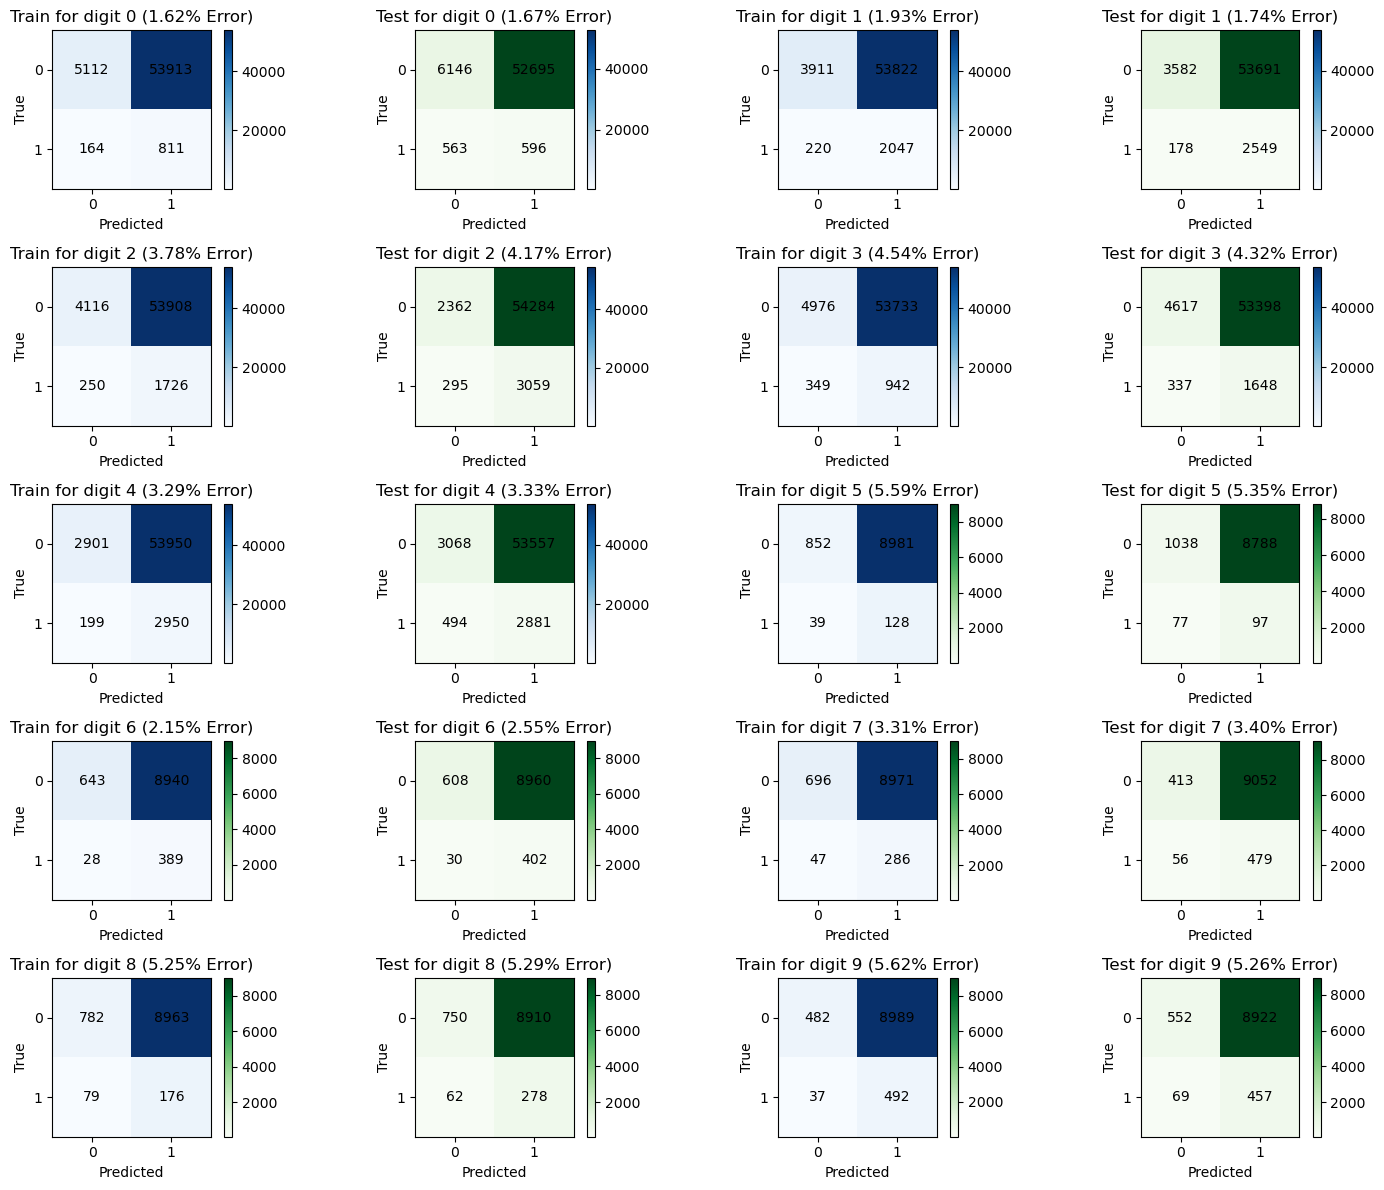 Train for digit 0 (1.62% Error) Test for digit 0 (1.67% Error) Train for digit 1 (1.93% Error) Test for digit 1 (1.74% Error)
0 5112 53913 40000 0 6146 52695 40000 0 3911 53822 40000 0 3582 53691 40000
True True True True
20000 20000 20000 20000
1 164 811 1 563 596 1 220 2047 1 178 2549
0 1 0 1 0 1 0 1
Predicted Predicted Predicted Predicted
Train for digit 2 (3.78% Error) Test for digit 2 (4.17% Error) Train for digit 3 (4.54% Error) Test for digit 3 (4.32% Error)
0 4116 53908 40000 0 2362 54284 40000 0 4976 53733 40000 0 4617 53398 40000
True True True True
20000 20000 20000 20000
1 250 1726 1 295 3059 1 349 942 1 337 1648
0 1 0 1 0 1 0 1
Predicted Predicted Predicted Predicted
Train for digit 4 (3.29% Error) Test for digit 4 (3.33% Error) Train for digit 5 (5.59% Error) Test for digit 5 (5.35% Error)
8000 8000
0 2901 53950 40000 0 3068 53557 40000 0 852 8981 6000 0 1038 8788 6000
True True True True
20000 20000 4000 4000
1 199 2950 1 494 2881 1 39 128 2000 1 77 97 2000
0 1 0 1 0 1 0 1
Predicted Predicted Predicted Predicted
Train for digit 6 (2.15% Error) Test for digit 6 (2.55% Error) Train for digit 7 (3.31% Error) Test for digit 7 (3.40% Error)
8000 8000 8000 8000
0 643 8940 6000 0 608 8960 6000 0 696 8971 6000 0 413 9052 6000
True True True True
4000 4000 4000 4000
1 28 389 2000 1 30 402 2000 1 47 286 2000 1 56 479 2000
0 1 0 1 0 1 0 1
Predicted Predicted Predicted Predicted
Train for digit 8 (5.25% Error) Test for digit 8 (5.29% Error) Train for digit 9 (5.62% Error) Test for digit 9 (5.26% Error)
8000 8000 8000 8000
0 782 8963 6000 0 750 8910 6000 0 482 8989 6000 0 552 8922 6000
True True True True
4000 4000 4000 4000
1 79 176 2000 1 62 278 2000 1 37 492 2000 1 69 457 2000
0 1 0 1 0 1 0 1
Predicted Predicted Predicted Predicted